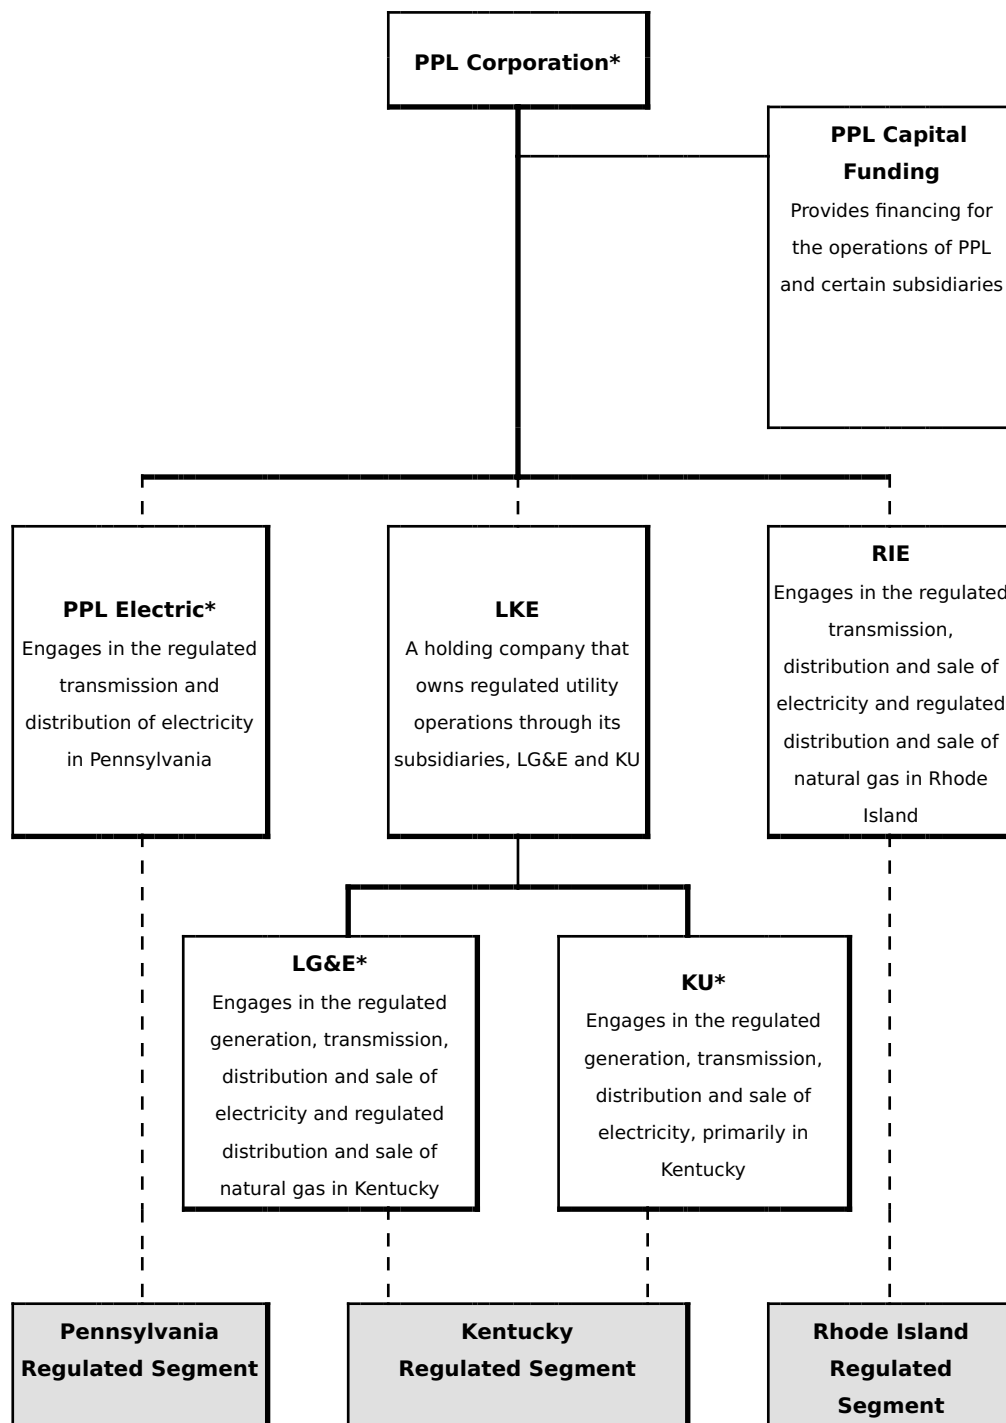 PPL Corporation*
PPL Capital
Funding
Provides financing for
the operations of PPL
and certain subsidiaries
PPL Electric*
Engages in the regulated
transmission and
distribution of electricity
in Pennsylvania
LKE
A holding company that
owns regulated utility
operations through its
subsidiaries, LG&E and KU
RIE
Engages in the regulated
transmission,
distribution and sale of
electricity and regulated
distribution and sale of
natural gas in Rhode
Island
LG&E*
Engages in the regulated
generation, transmission,
distribution and sale of
electricity and regulated
distribution and sale of
natural gas in Kentucky
KU*
Engages in the regulated
generation, transmission,
distribution and sale of
electricity, primarily in
Kentucky
Pennsylvania
Regulated Segment
Kentucky
Regulated Segment
Rhode Island
Regulated
Segment